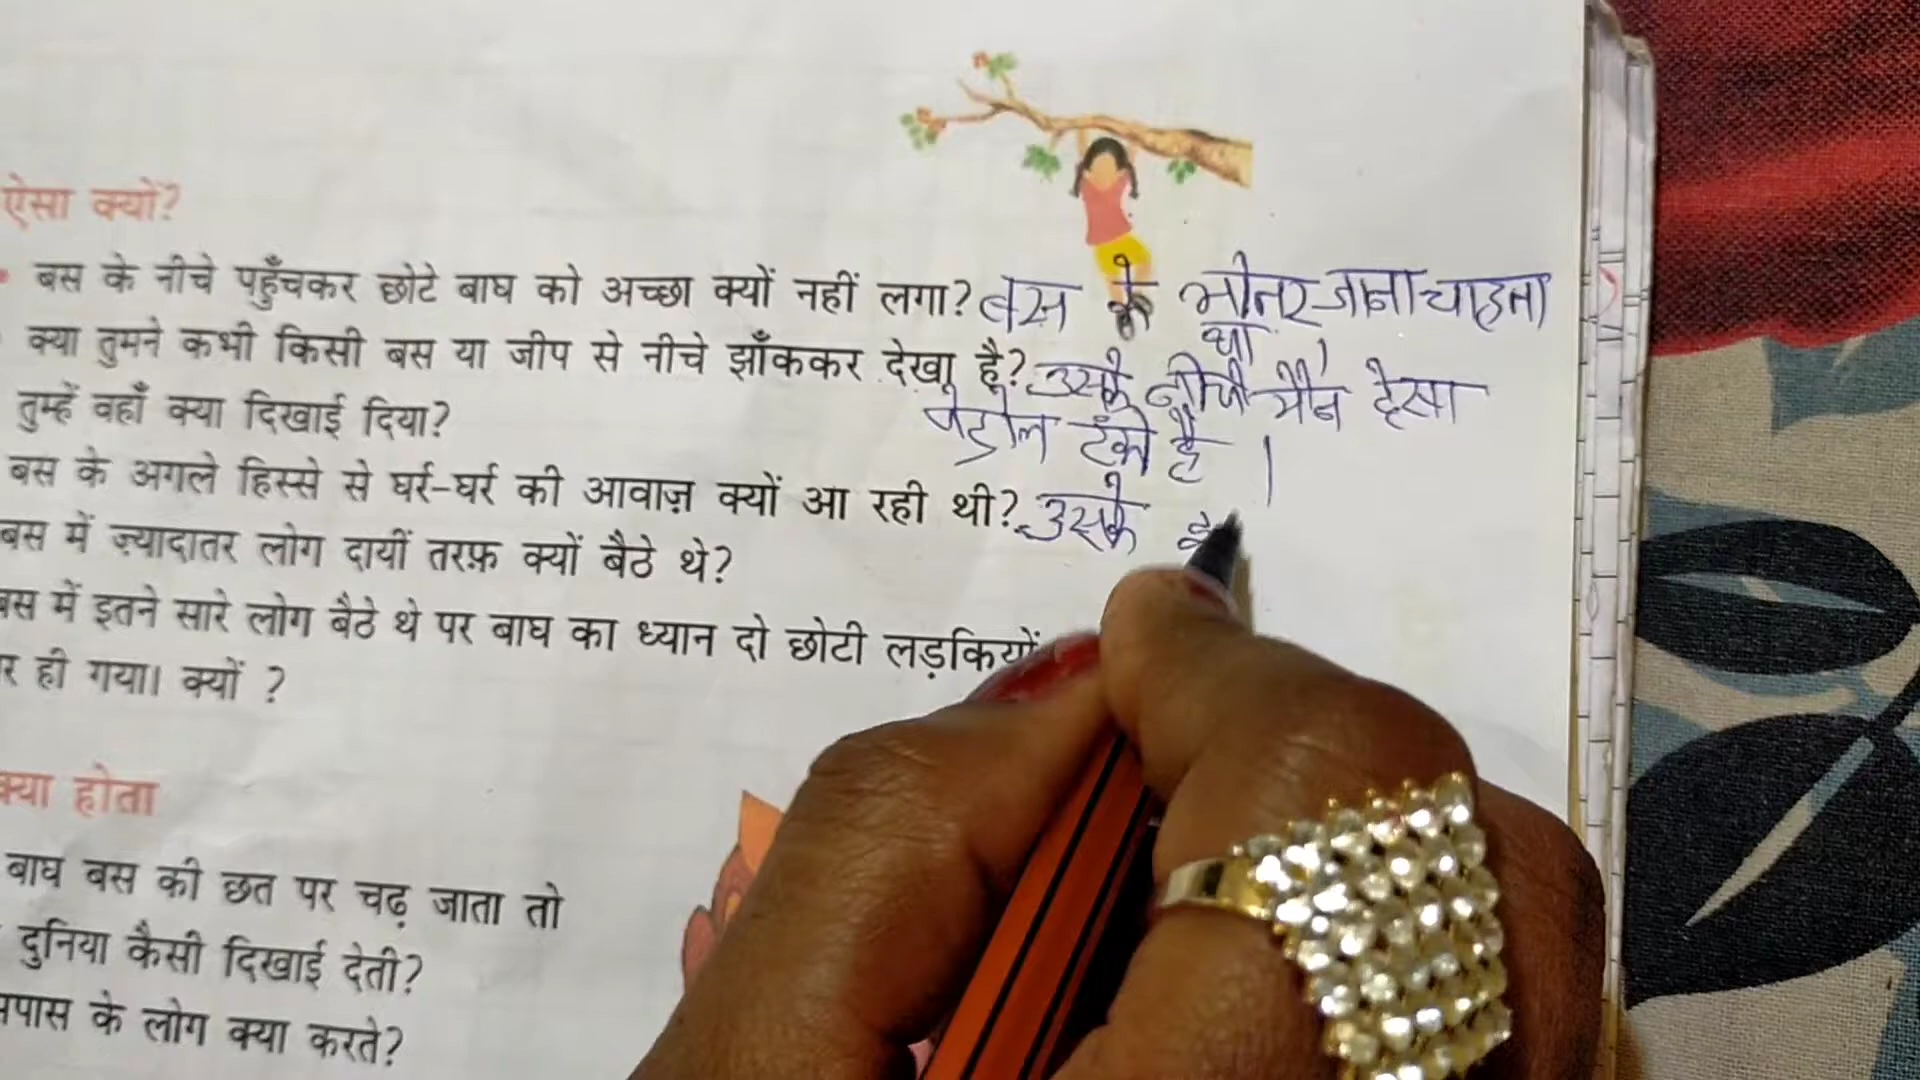 ऐसा क्यों?
बस के नीचे पहुँचकर छोटे बाघ को अच्छा क्यों नहीं लगा? बस के भीतर जाना चाहता
था
क्या तुमने कभी किसी बस या जीप से नीचे झाँककर देखा है? उसके नीचे मैंने देखा
तुम्हें वहाँ क्या दिखाई दिया? पेट्रोल टंकी है ।
बस के अगले हिस्से से घर्र-घर्र की आवाज़ क्यों आ रही थी? उसके
बस में ज़्यादातर लोग दायीं तरफ़ क्यों बैठे थे?
बस में इतने सारे लोग बैठे थे पर बाघ का ध्यान दो छोटी लड़कियों
र ही गया। क्यों ?
क्या होता
बाघ बस की छत पर चढ़ जाता तो
दुनिया कैसी दिखाई देती?
सपास के लोग क्या करते?